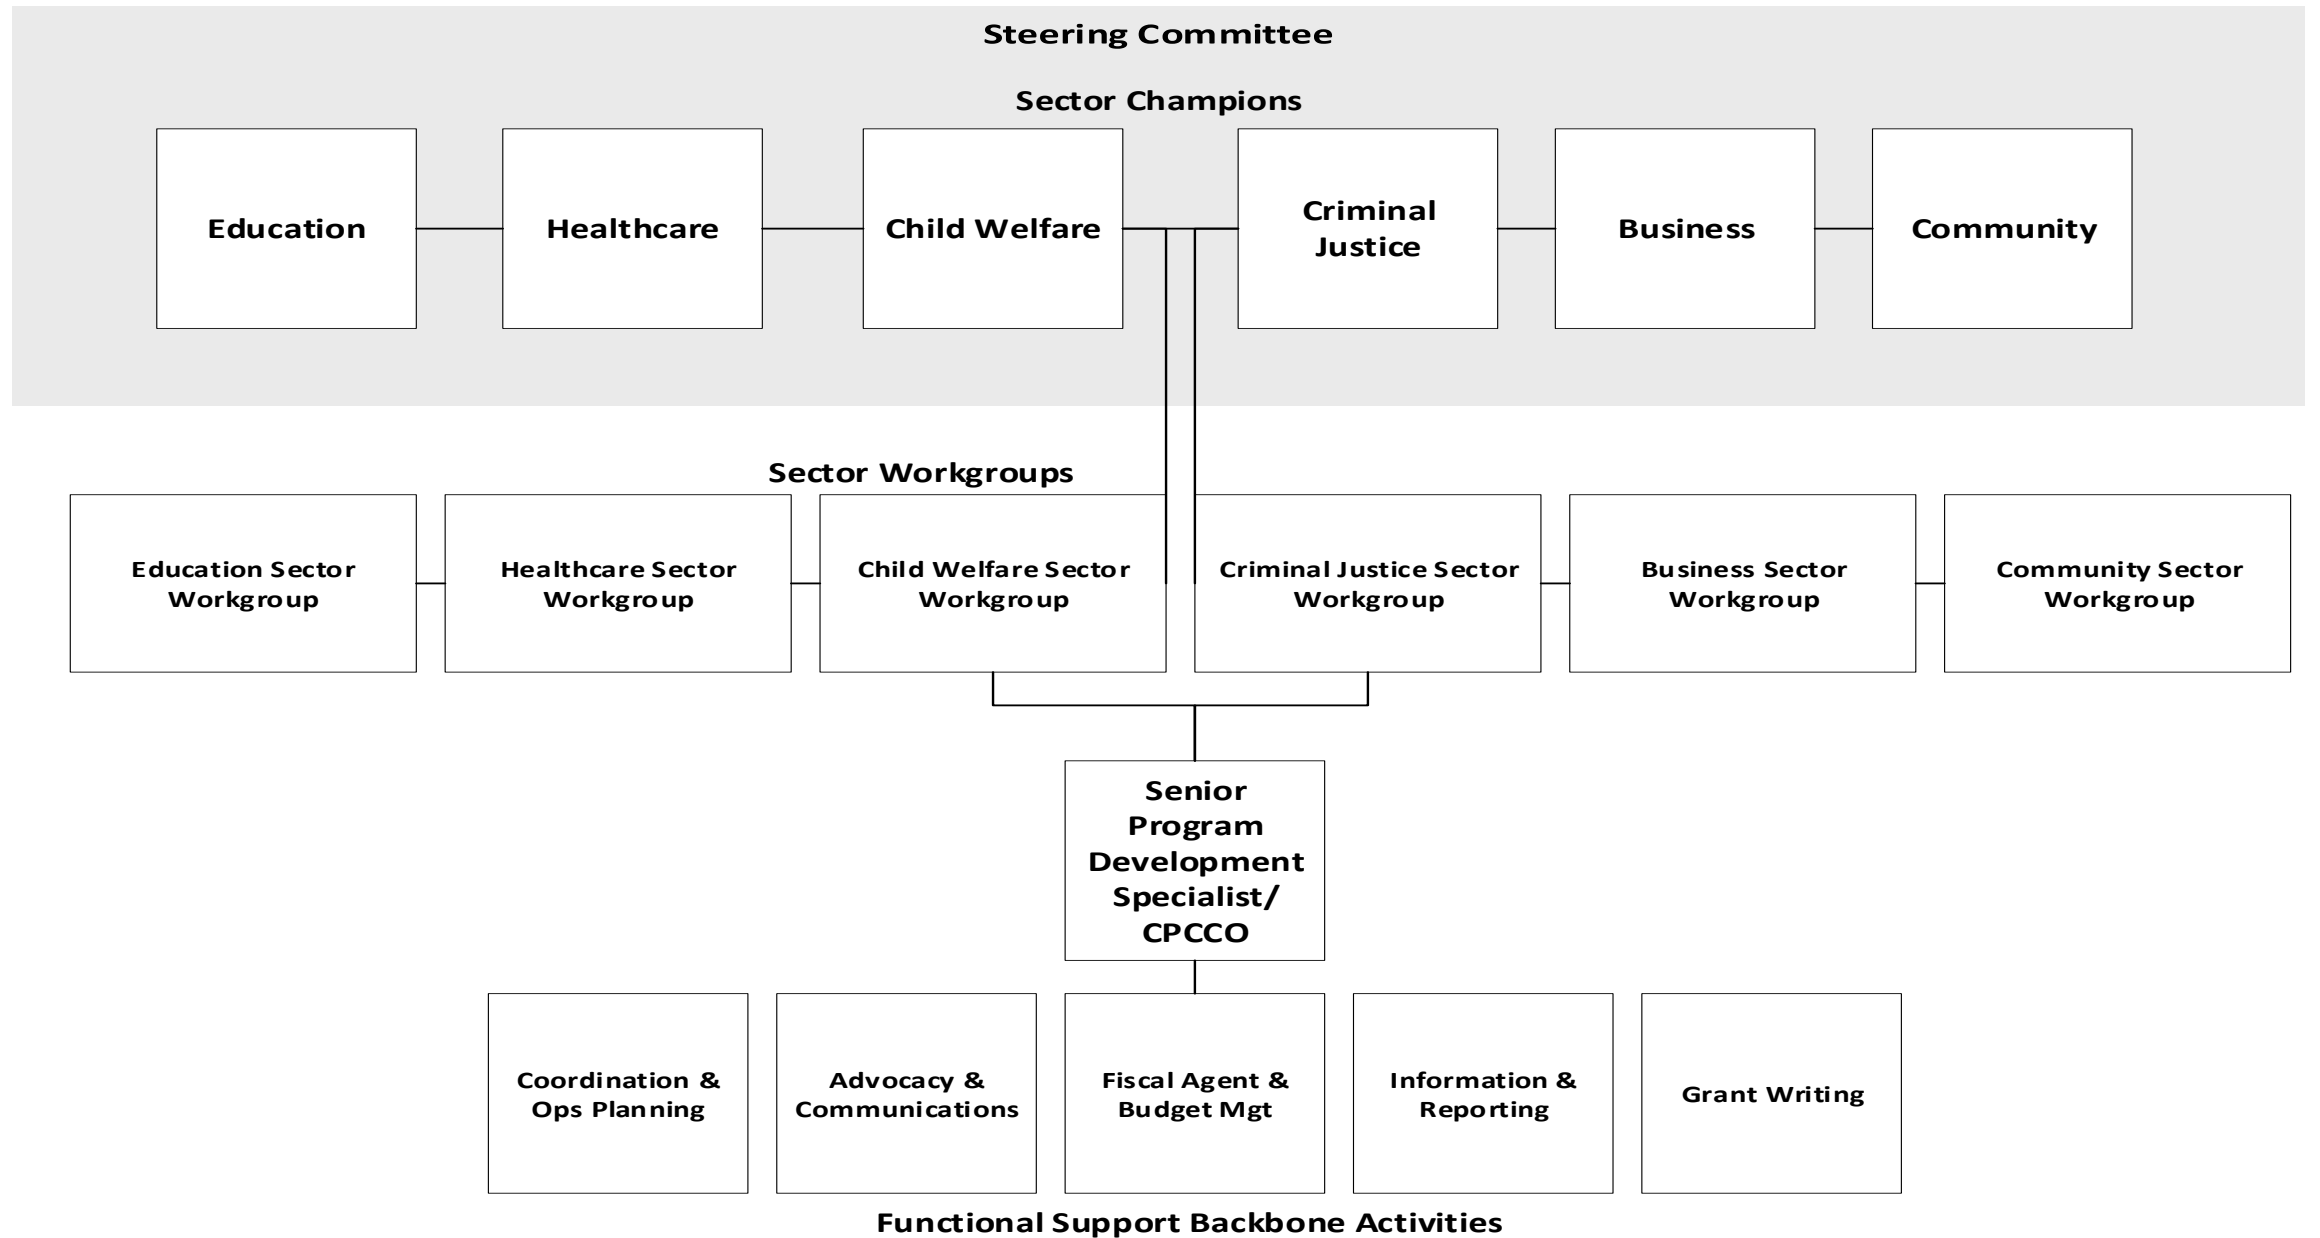 Steering Committee
Sector Champions
Education
Healthcare
Child Welfare
Criminal
Justice
Business
Community
Sector Workgroups
Education Sector
Workgroup
Healthcare Sector
Workgroup
Child Welfare Sector
Workgroup
Criminal Justice Sector
Workgroup
Business Sector
Workgroup
Community Sector
Workgroup
Senior
Program
Development
Specialist/
CPCCO
Coordination &
Ops Planning
Advocacy &
Communications
Fiscal Agent &
Budget Mgt
Information &
Reporting
Grant Writing
Functional Support Backbone Activities